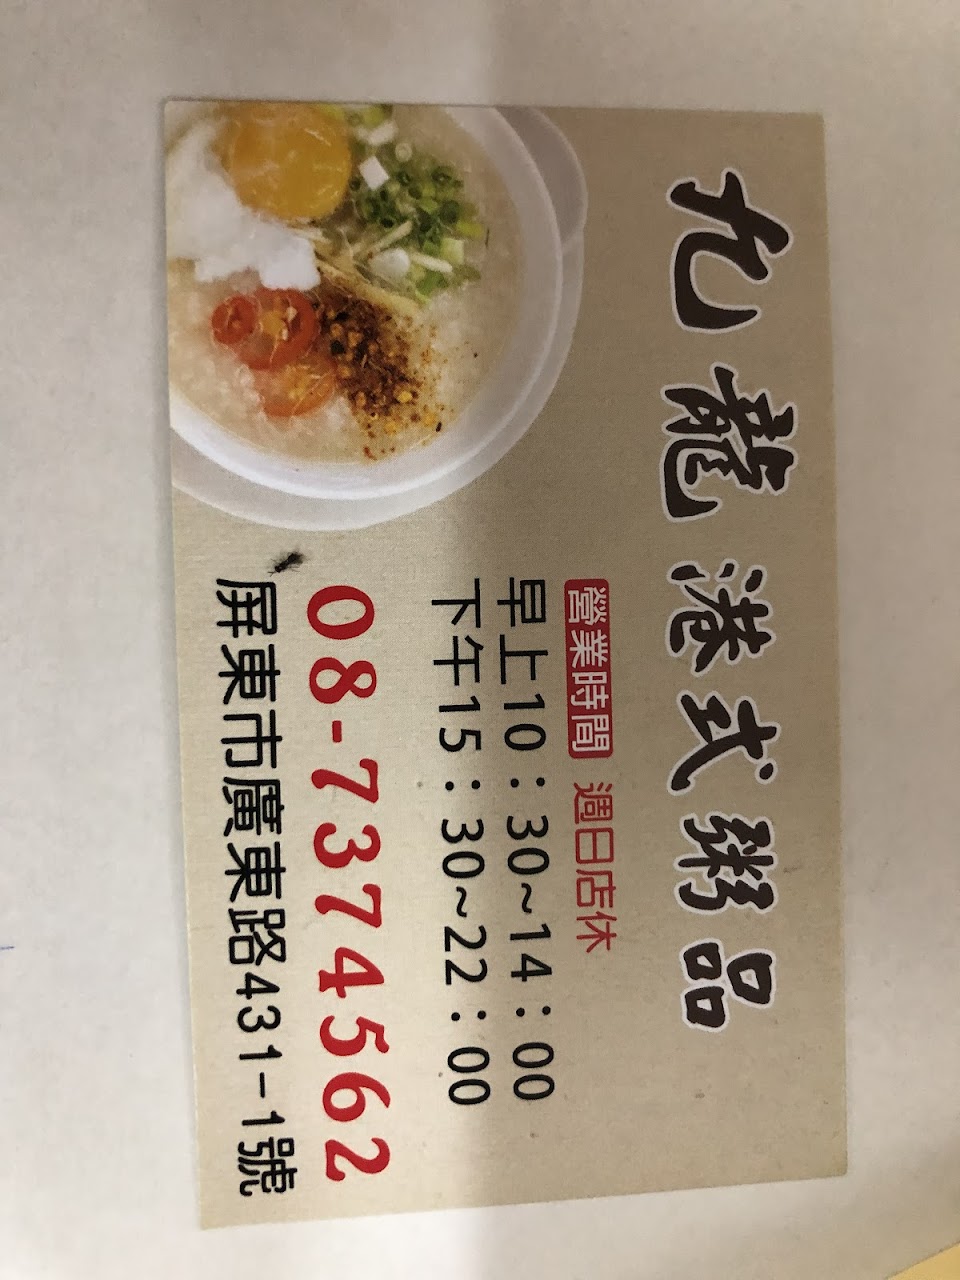 九龍港式粥品
營業時間 週日店休
早上10：30~14：00
下午15：30~22：00
08-7374562
屏東市廣東路431-1號